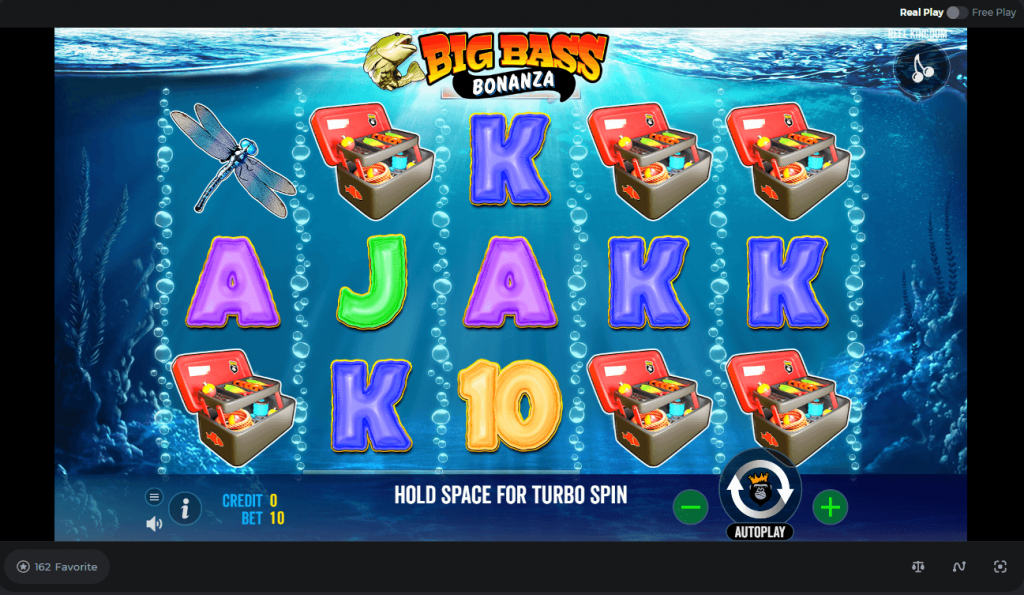 Real Play Free Play
REEL KINGDOM
BIG BASS
BONANZA
K
A J A K K
K 10
CREDIT 0
BET 10
HOLD SPACE FOR TURBO SPIN
i
AUTOPLAY
162 Favorite